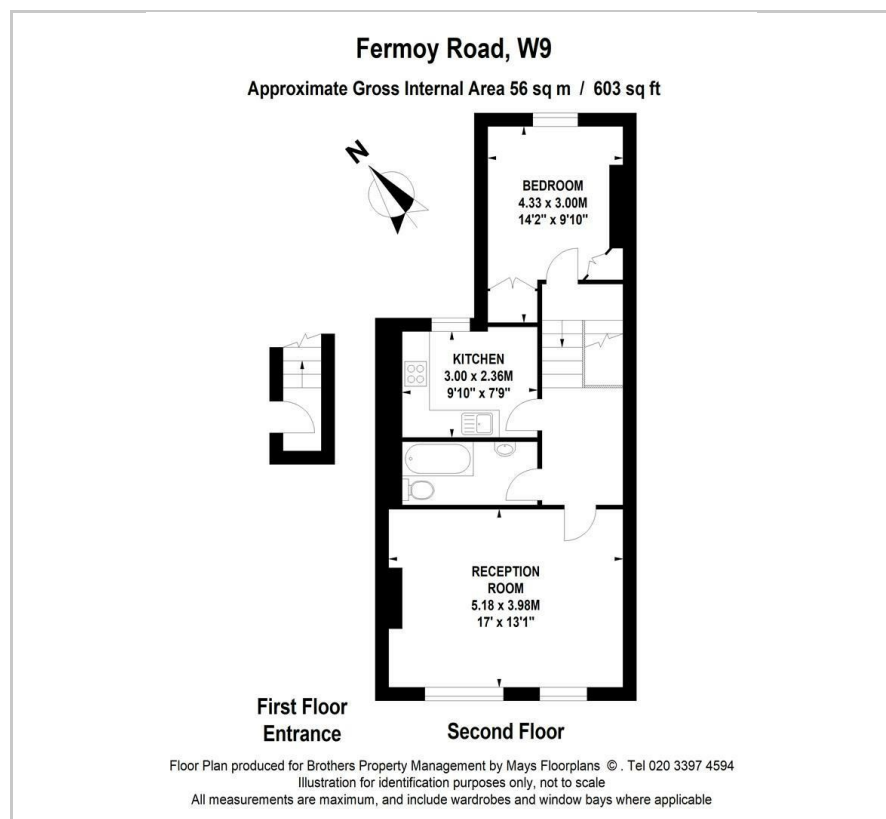 Fermoy Road, W9
Approximate Gross Internal Area 56 sq m / 603 sq ft
N
BEDROOM
4.33 x 3.00M
14'2" x 9'10"
KITCHEN
3.00 x 2.36M
9'10" x 7'9"
RECEPTION
ROOM
5.18 x 3.98M
17' x 13'1"
First Floor
Entrance
Second Floor
Floor Plan produced for Brothers Property Management by Mays Floorplans © . Tel 020 3397 4594
Illustration for identification purposes only, not to scale
All measurements are maximum, and include wardrobes and window bays where applicable